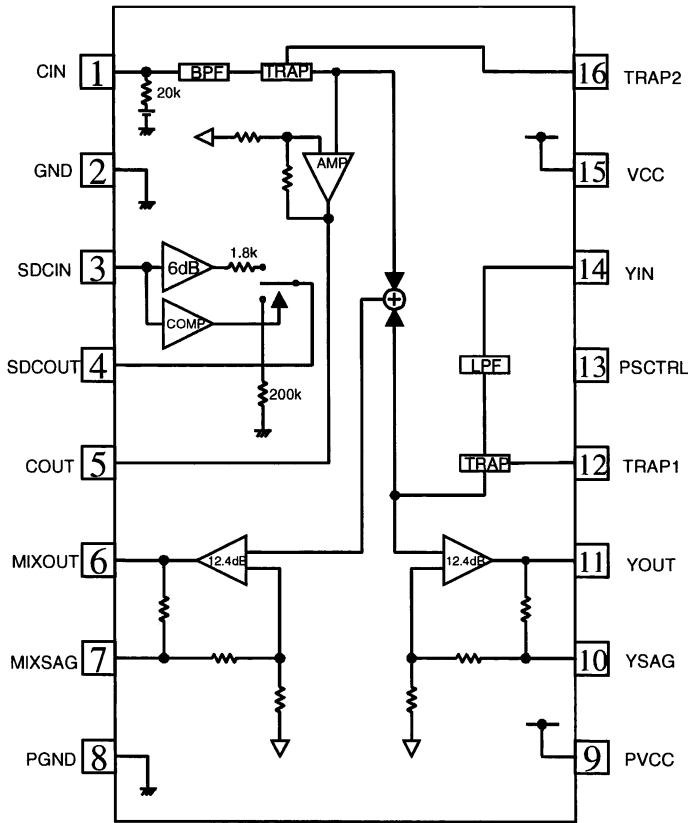 CIN 1 BPF TRAP 16 TRAP2
20k
GND 2 AMP 15 VCC
SDCIN 3 6dB 1.8k 14 YIN
COMP +
SDCOUT 4 200k LPF 13 PSCTRL
COUT 5 TRAP 12 TRAP1
MIXOUT 6 12.4dB 12.4dB 11 YOUT
MIXSAG 7 10 YSAG
PGND 8 9 PVCC